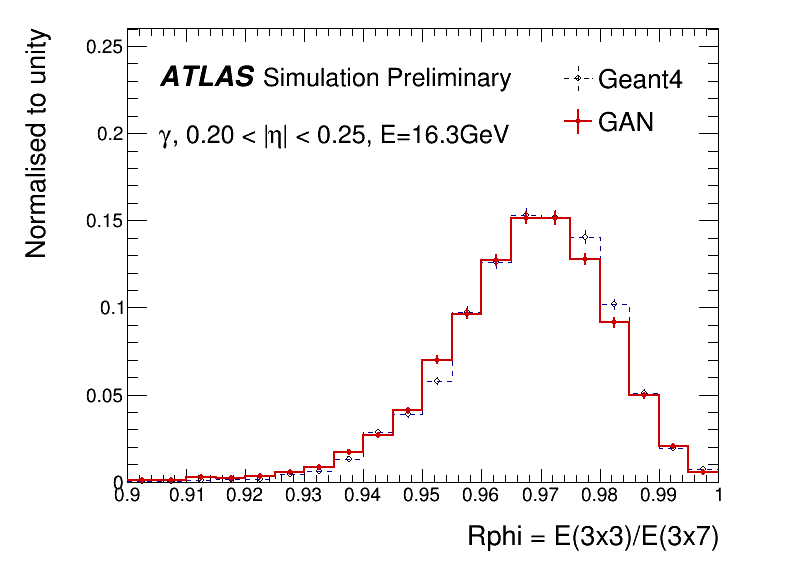 Normalised to unity
0.25
0.2
0.15
0.1
0.05
0
ATLAS Simulation Preliminary
γ, 0.20 < |η| < 0.25, E=16.3GeV
Geant4
GAN
0.9 0.91 0.92 0.93 0.94 0.95 0.96 0.97 0.98 0.99 1
Rphi = E(3x3)/E(3x7)